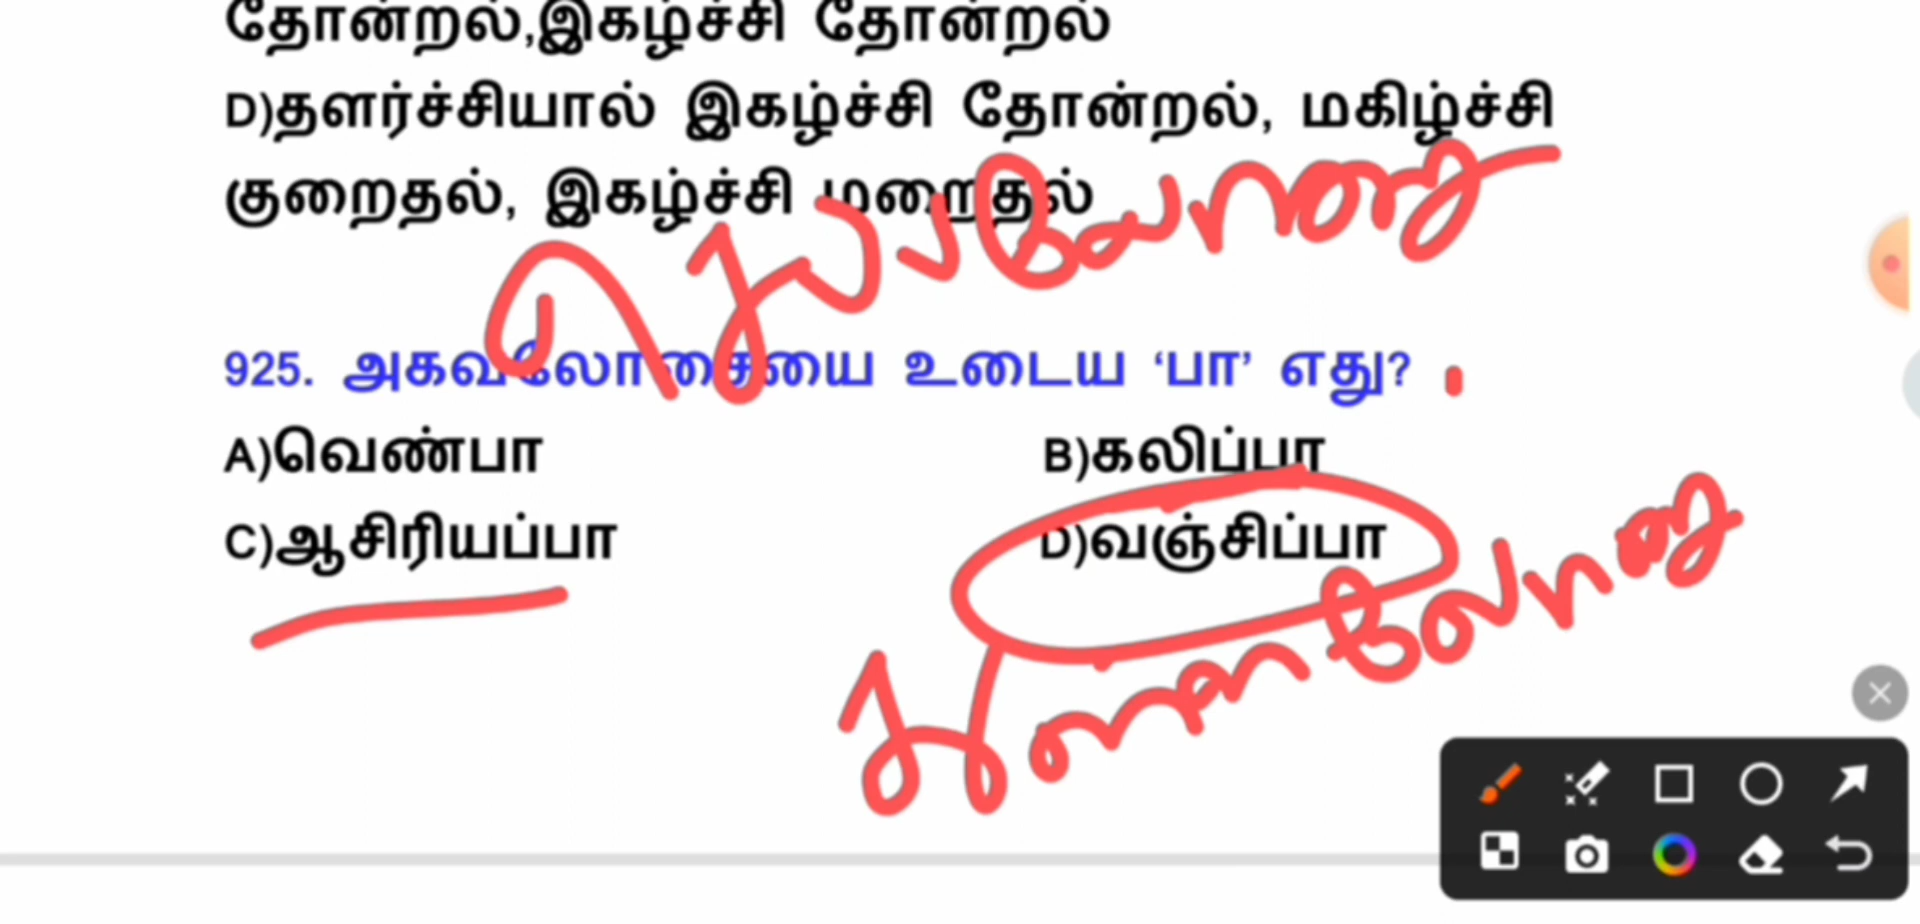 தோன்றல்,இகழ்ச்சி தோன்றல்
D)தளர்ச்சியால் இகழ்ச்சி தோன்றல், மகிழ்ச்சி
குறைதல், இகழ்ச்சி மறைதல்
925. அகவலோசையை உடைய ‘பா’ எது?
A)வெண்பா B)கலிப்பா
C)ஆசிரியப்பா D)வஞ்சிப்பா